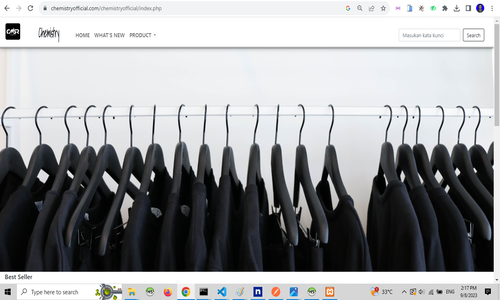 chemistryofficial.com/chemistryofficial/index.php
CMR
Chemistry
HOME WHAT'S NEW PRODUCT
Masukan kata kunci
Search
Best Seller
Type here to search
33°C
ENG
2:17 PM
9/8/2023